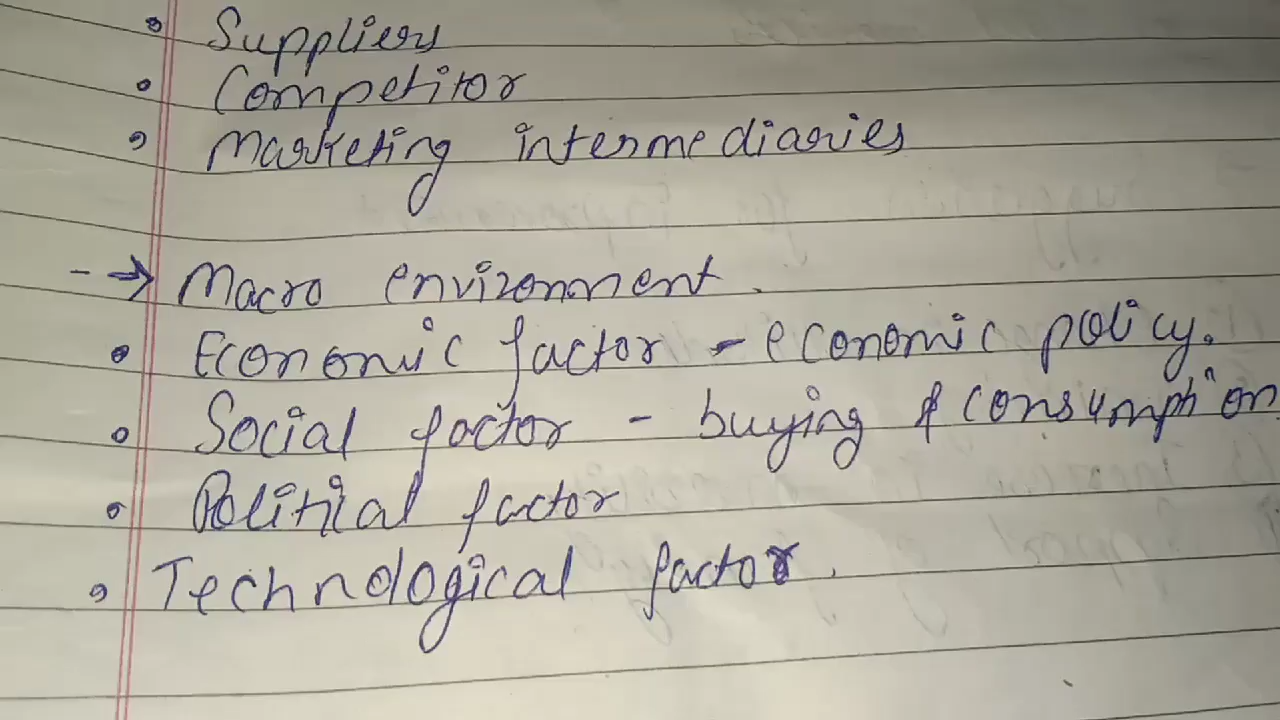 • Suppliers
• Competitor
• Marketing intermediaries
-→ Macro environment.
• Economic factor - economic policy.
• Social factor - buying & consumption
• Political factor
• Technological factor.